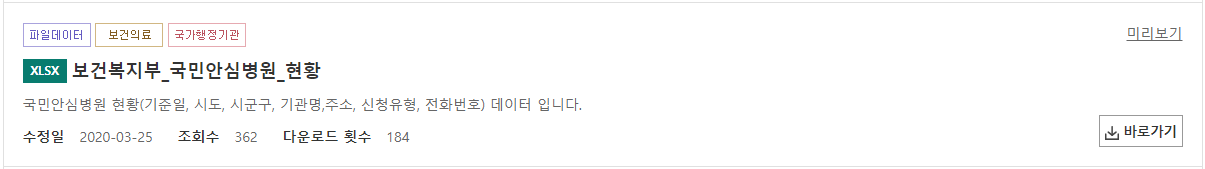 파일데이터 보건의료 국가행정기관 미리보기
XLSX 보건복지부_국민안심병원_현황
국민안심병원 현황(기준일, 시도, 시군구, 기관명,주소, 신청유형, 전화번호) 데이터 입니다.
수정일 2020-03-25 조회수 362 다운로드 횟수 184 바로가기